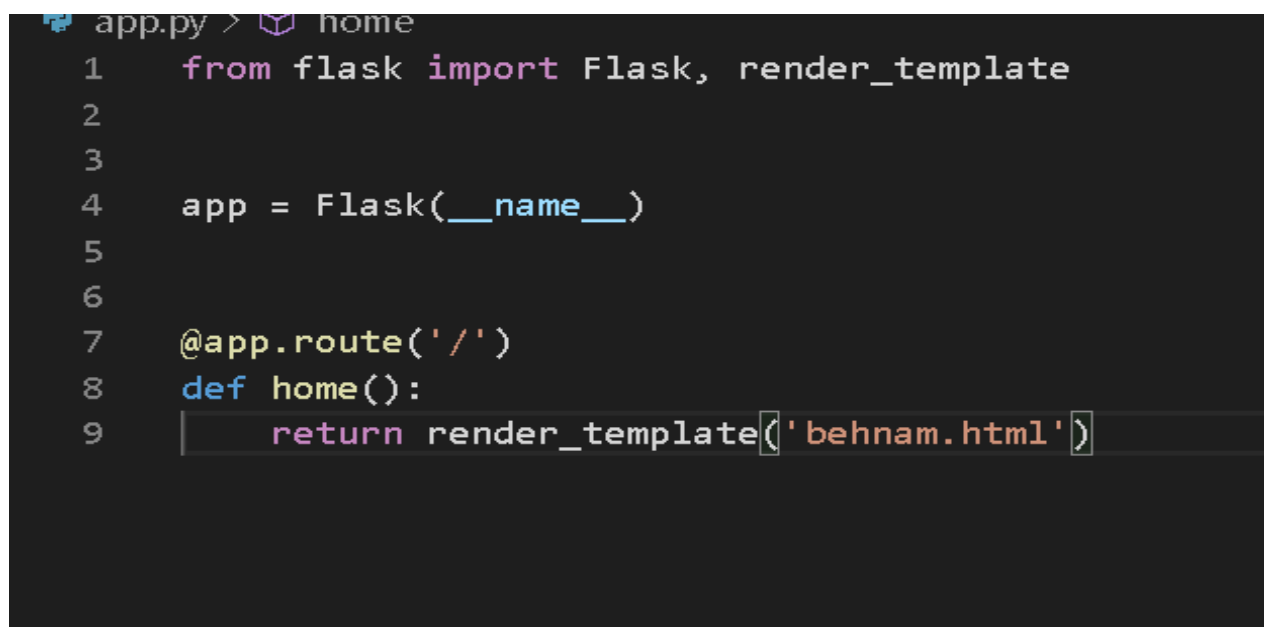 app.py > home
1 from flask import Flask, render_template
2
3
4 app = Flask(__name__)
5
6
7 @app.route('/')
8 def home():
9 return render_template('behnam.html')